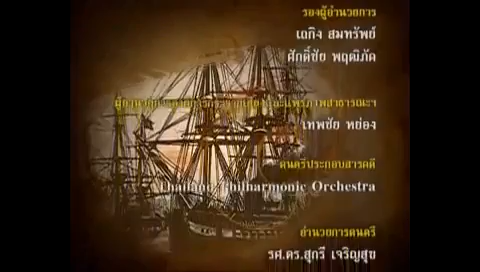 รองผู้อำนวยการ
เถกิง สมทรัพย์
ศักดิ์ชัย พฤฒิภัค
เทพชัย หย่อง
ดนตรีประกอบสารคดี
Philharmonic Orchestra
อำนวยการดนตรี
รศ.ดร.สุกรี เจริญสุข